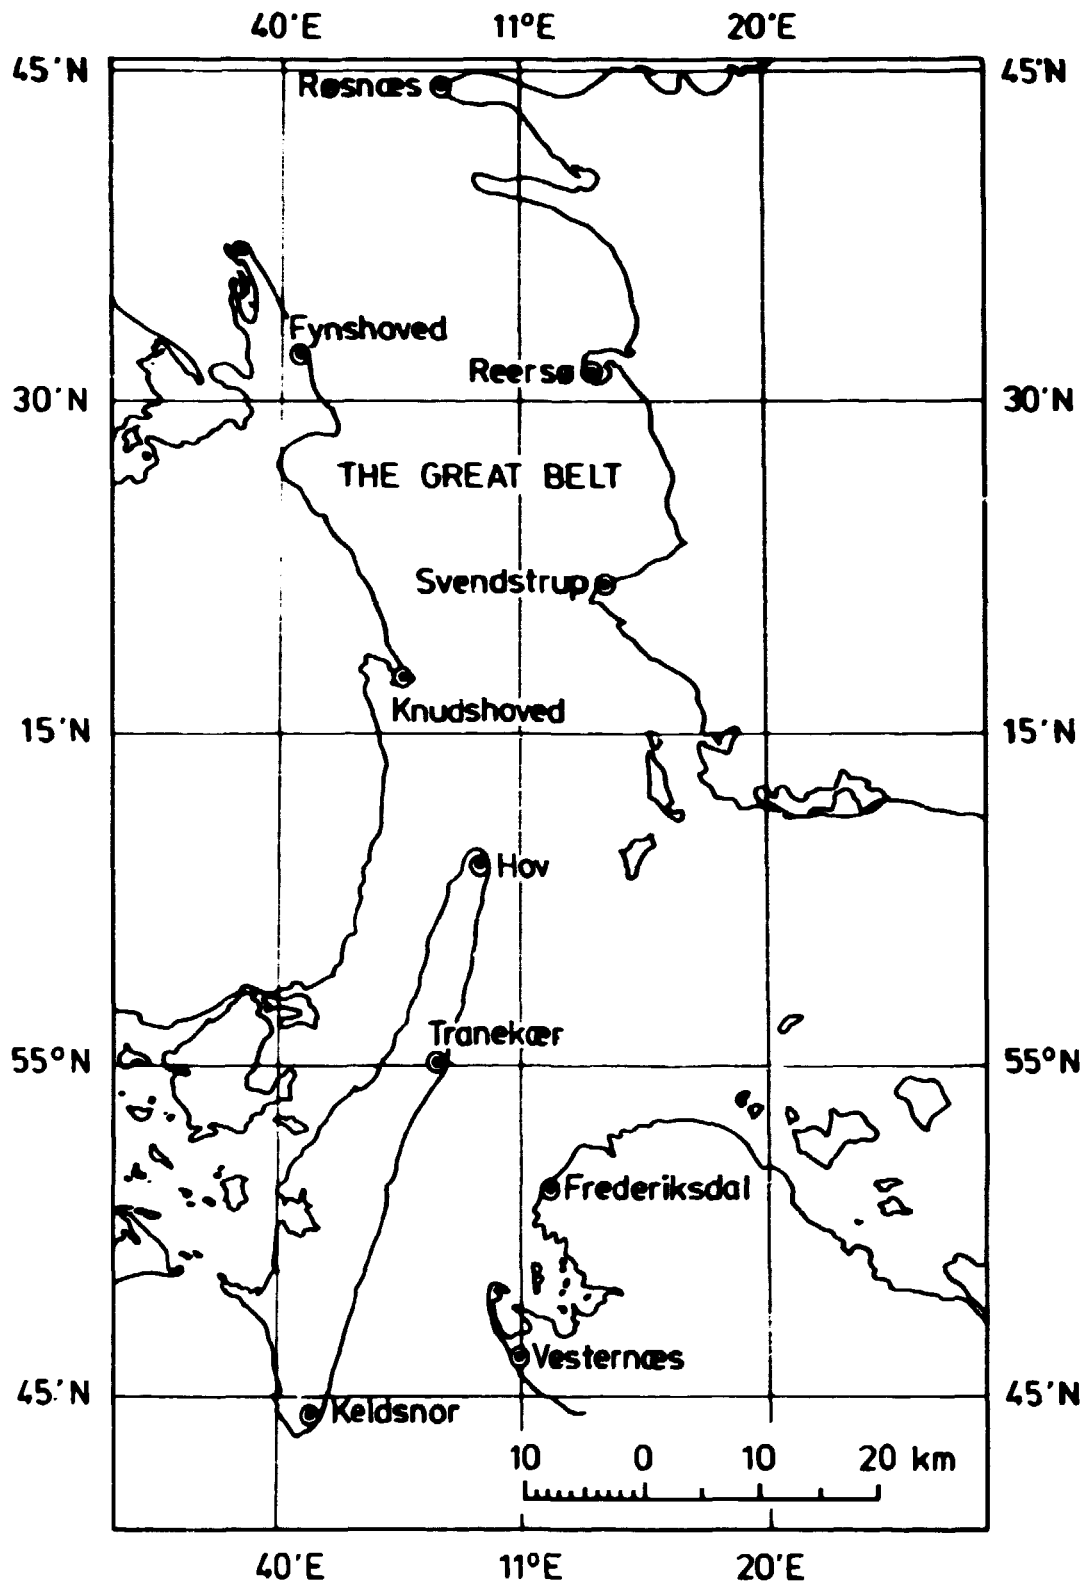 40´E 11°E 20´E
45´N 45´N
Røsnæs
Fynshoved
Reersø
30´N 30´N
THE GREAT BELT
Svendstrup
Knudshoved
15´N 15´N
Hov
Tranekær
55°N 55°N
Frederiksdal
Vesternæs
45´N 45´N
Keldsnor
10 0 10 20 km
40´E 11°E 20´E